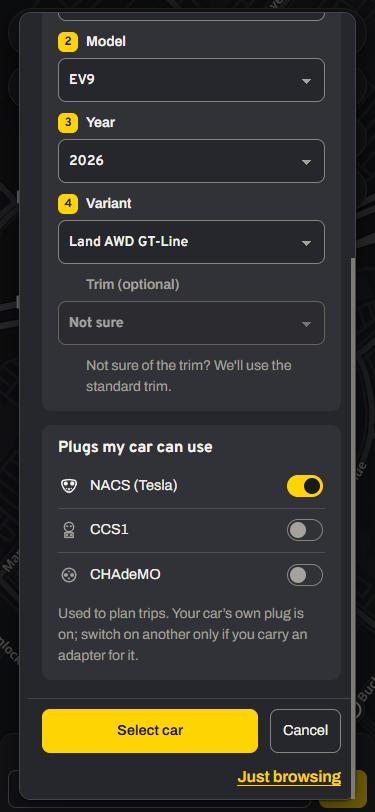 2 Model
EV9
3 Year
2026
4 Variant
Land AWD GT-Line
Trim (optional)
Not sure
Not sure of the trim? We'll use the
standard trim.
Plugs my car can use
NACS (Tesla)
CCS1
CHAdeMO
Used to plan trips. Your car's own plug is
on; switch on another only if you carry an
adapter for it.
Select car
Cancel
Just browsing